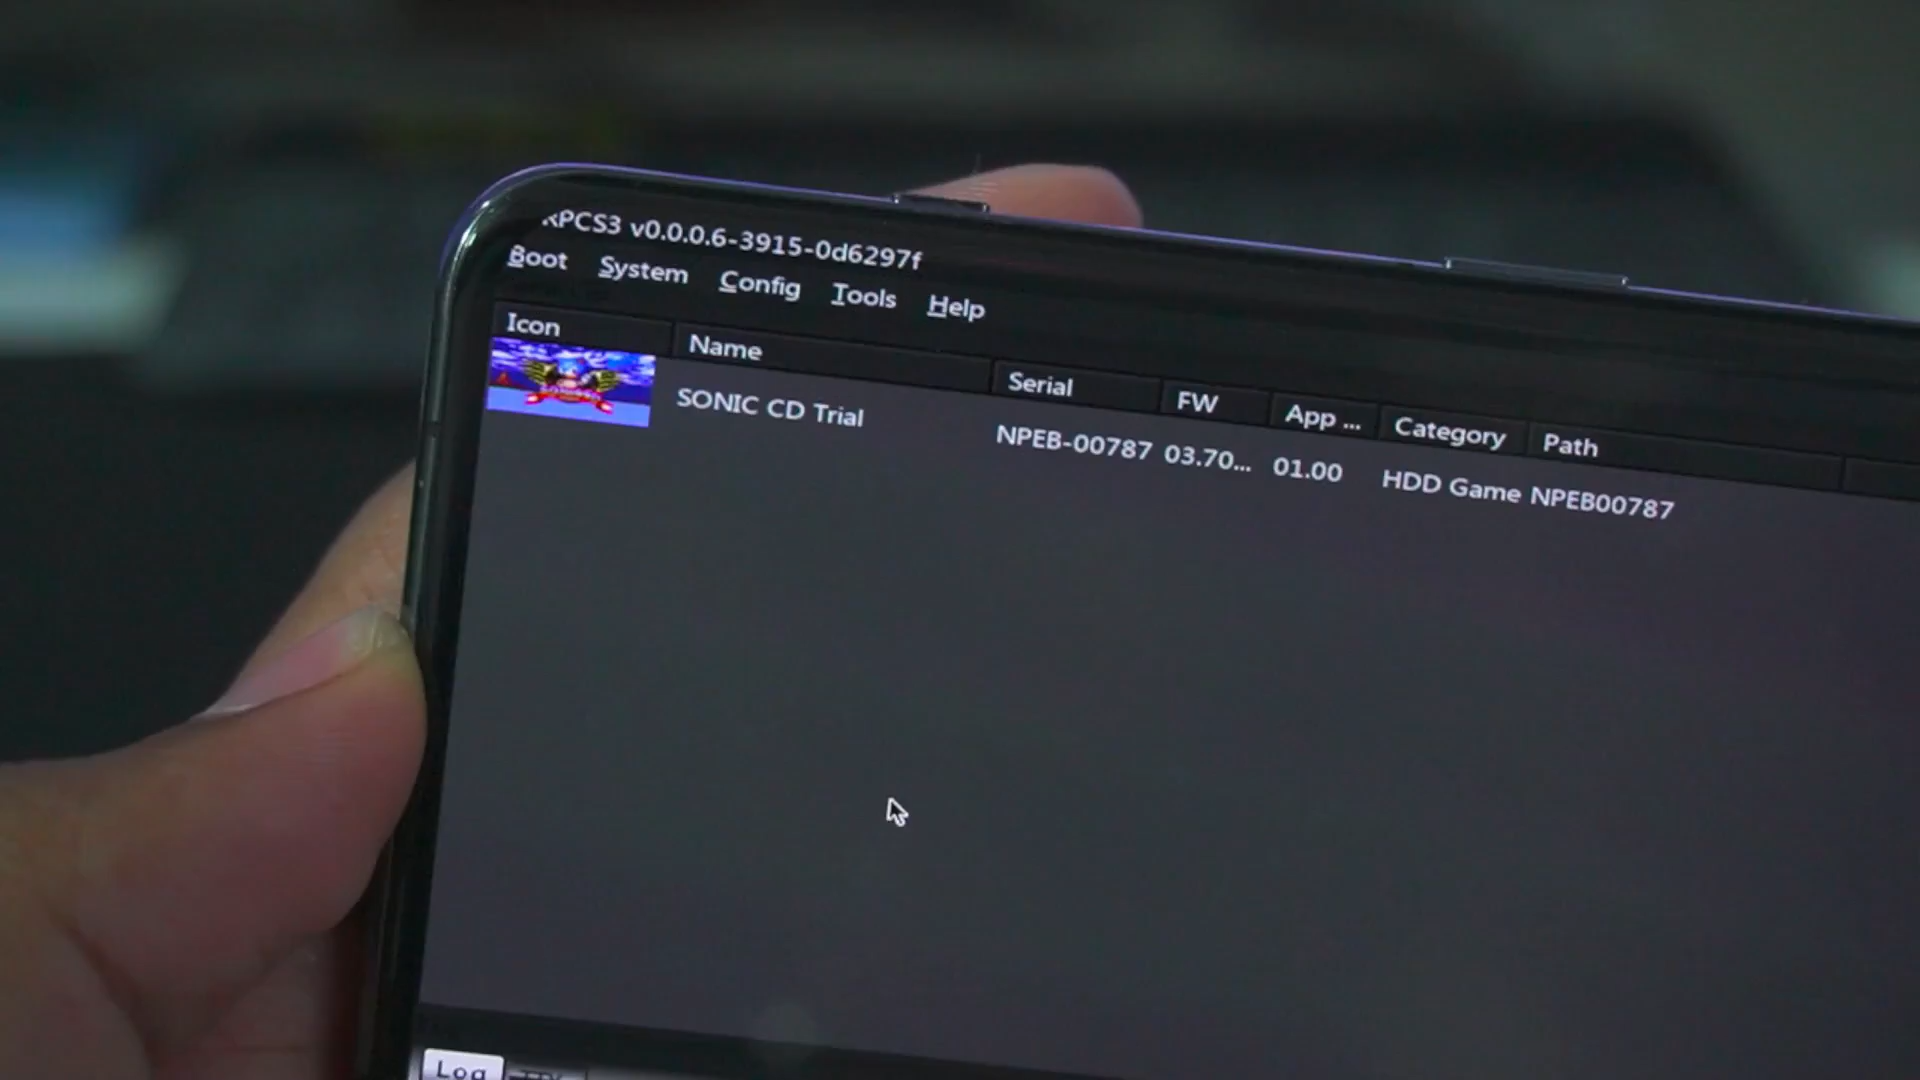 RPCS3 v0.0.0.6-3915-0d6297f
Boot System Config Tools Help
Icon Name Serial FW App ... Category Path
SONIC CD Trial NPEB-00787 03.70... 01.00 HDD Game NPEB00787
Log